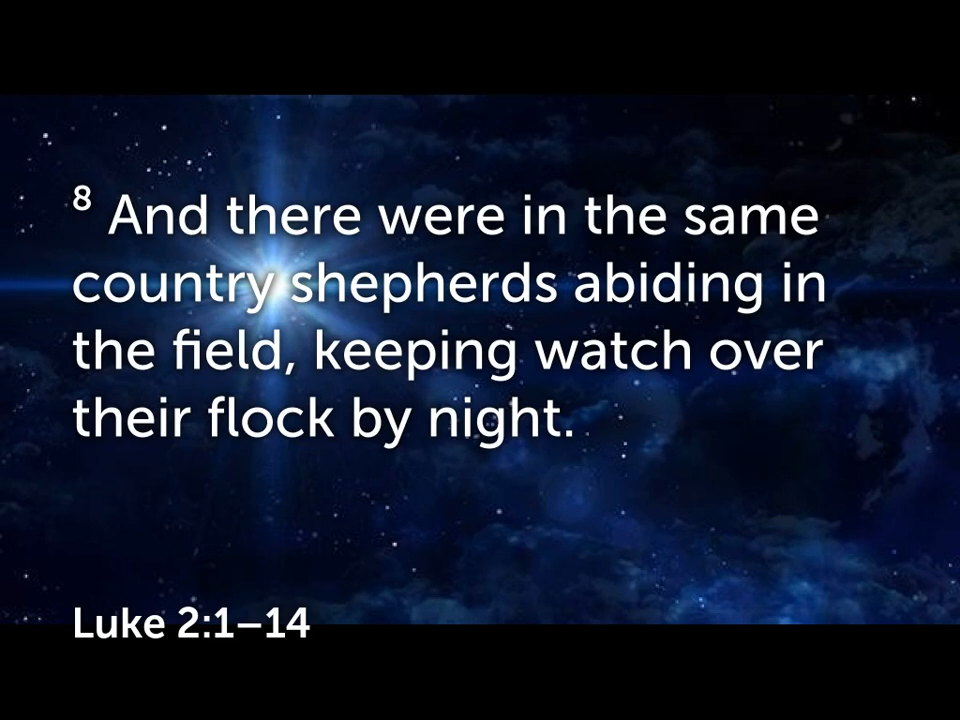 8 And there were in the same
country shepherds abiding in
the field, keeping watch over
their flock by night.
Luke 2:1–14